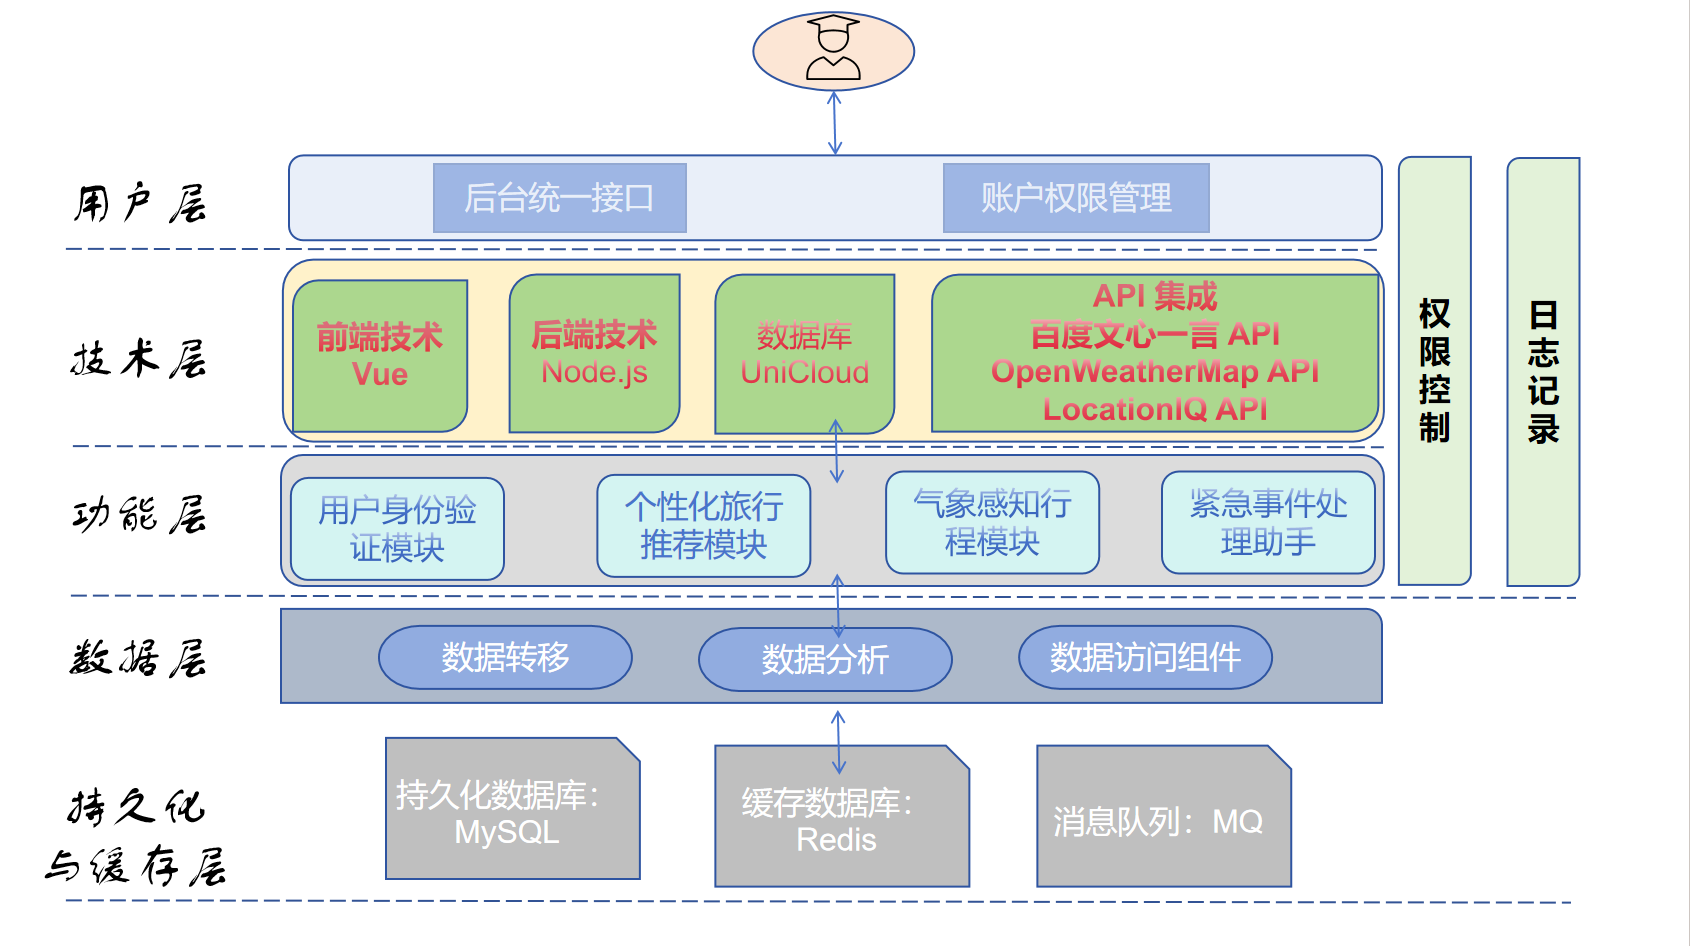 用户层
后台统一接口
账户权限管理
技术层
前端技术
Vue
后端技术
Node.js
数据库
UniCloud
API 集成
百度文心一言 API
OpenWeatherMap API
LocationIQ API
功能层
用户身份验
证模块
个性化旅行
推荐模块
气象感知行
程模块
紧急事件处
理助手
权限控制
日志记录
数据层
数据转移
数据分析
数据访问组件
持久化
与缓存层
持久化数据库：
MySQL
缓存数据库：
Redis
消息队列：MQ